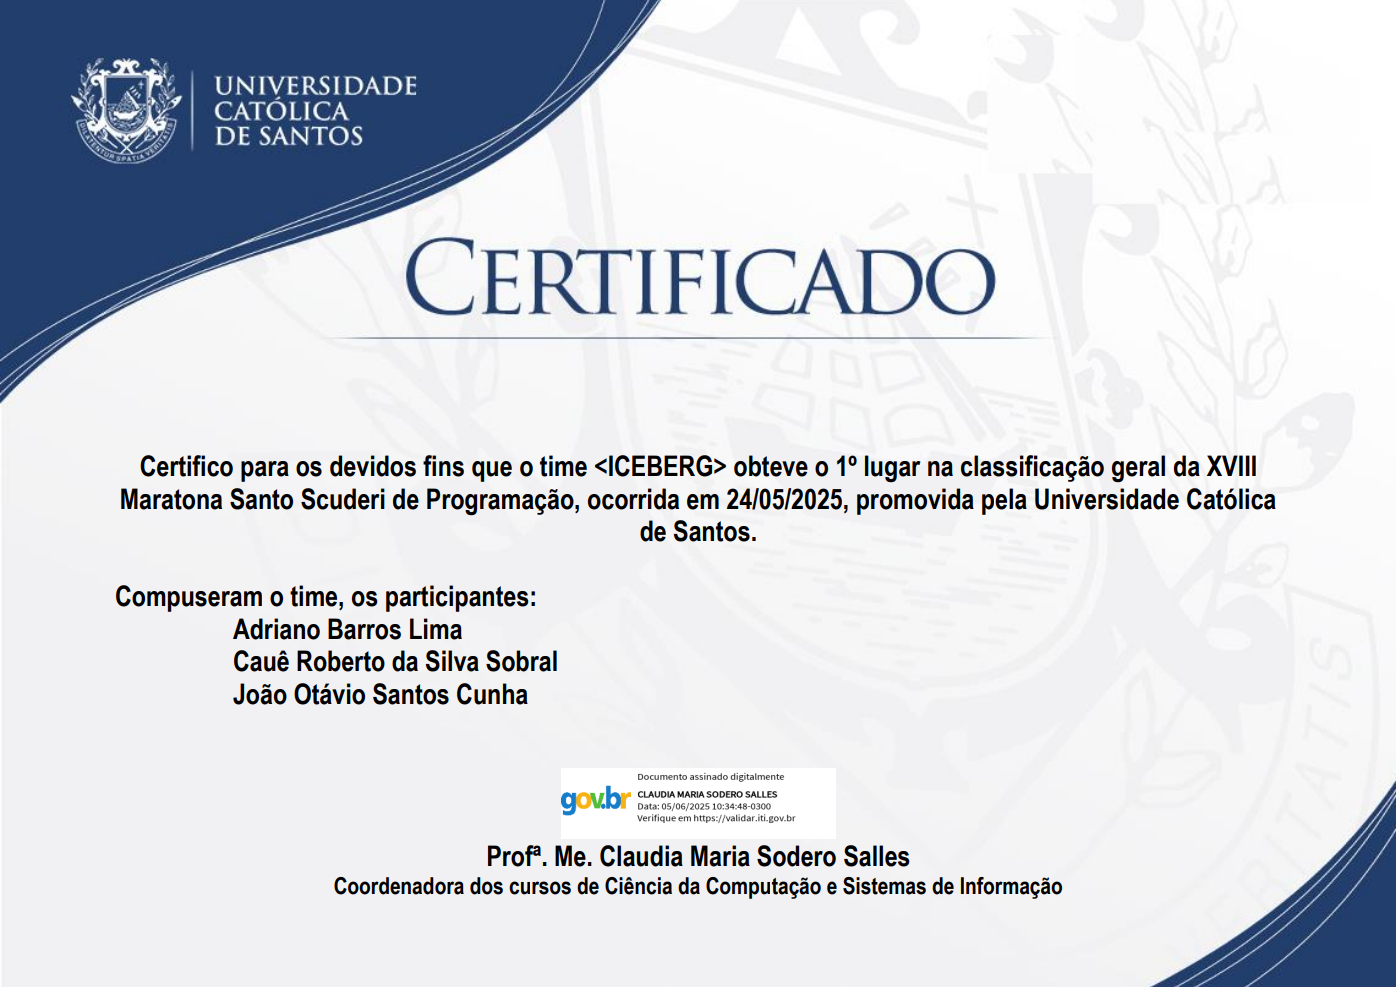 UNIVERSIDADE
CATÓLICA
DE SANTOS
DILATENTUR SPATIA VERITATIS
CERTIFICADO
Certifico para os devidos fins que o time <ICEBERG> obteve o 1º lugar na classificação geral da XVIII
Maratona Santo Scuderi de Programação, ocorrida em 24/05/2025, promovida pela Universidade Católica
de Santos.
Compuseram o time, os participantes:
Adriano Barros Lima
Cauê Roberto da Silva Sobral
João Otávio Santos Cunha
VERITATIS
gov.br
Documento assinado digitalmente
CLAUDIA MARIA SODERO SALLES
Data: 05/06/2025 10:34:48-0300
Verifique em https://validar.iti.gov.br
Profª. Me. Claudia Maria Sodero Salles
Coordenadora dos cursos de Ciência da Computação e Sistemas de Informação